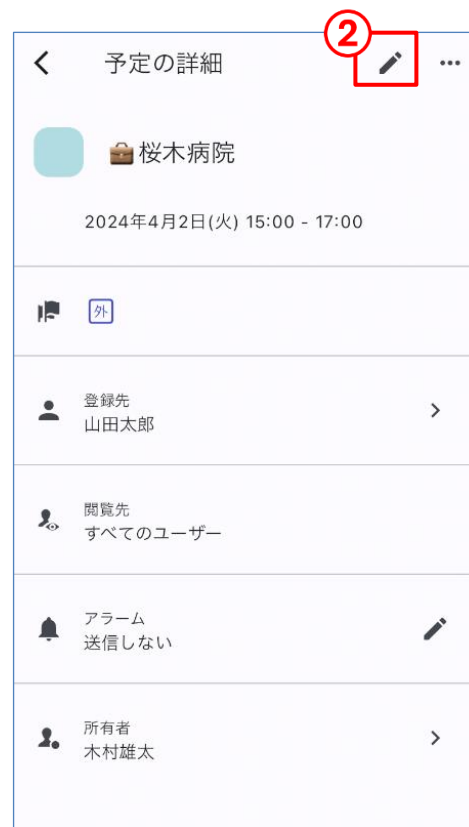 ②
予定の詳細
桜木病院
2024年4月2日(火) 15:00 - 17:00
外
登録先
山田太郎
閲覧先
すべてのユーザー
アラーム
送信しない
所有者
木村雄太